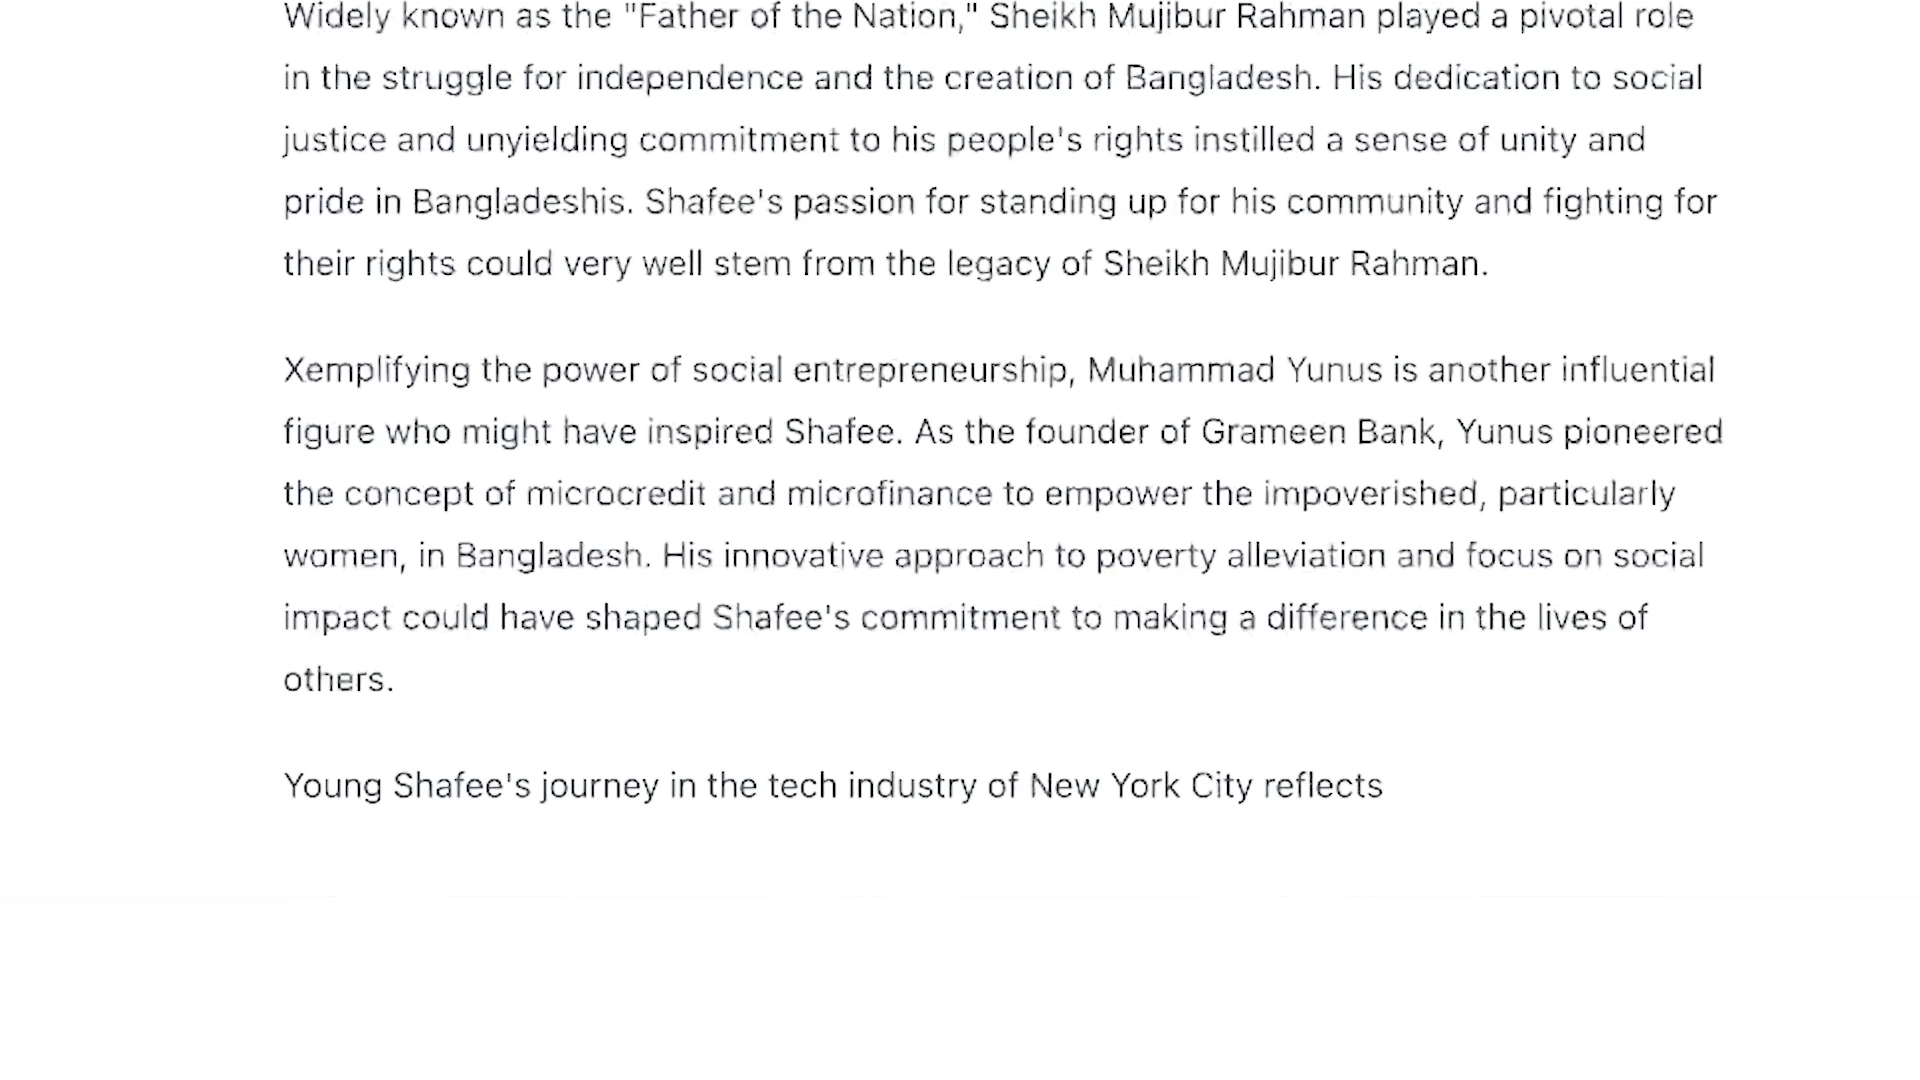 Widely known as the "Father of the Nation," Sheikh Mujibur Rahman played a pivotal role
in the struggle for independence and the creation of Bangladesh. His dedication to social
justice and unyielding commitment to his people's rights instilled a sense of unity and
pride in Bangladeshis. Shafee's passion for standing up for his community and fighting for
their rights could very well stem from the legacy of Sheikh Mujibur Rahman.
Xemplifying the power of social entrepreneurship, Muhammad Yunus is another influential
figure who might have inspired Shafee. As the founder of Grameen Bank, Yunus pioneered
the concept of microcredit and microfinance to empower the impoverished, particularly
women, in Bangladesh. His innovative approach to poverty alleviation and focus on social
impact could have shaped Shafee's commitment to making a difference in the lives of
others.
Young Shafee's journey in the tech industry of New York City reflects